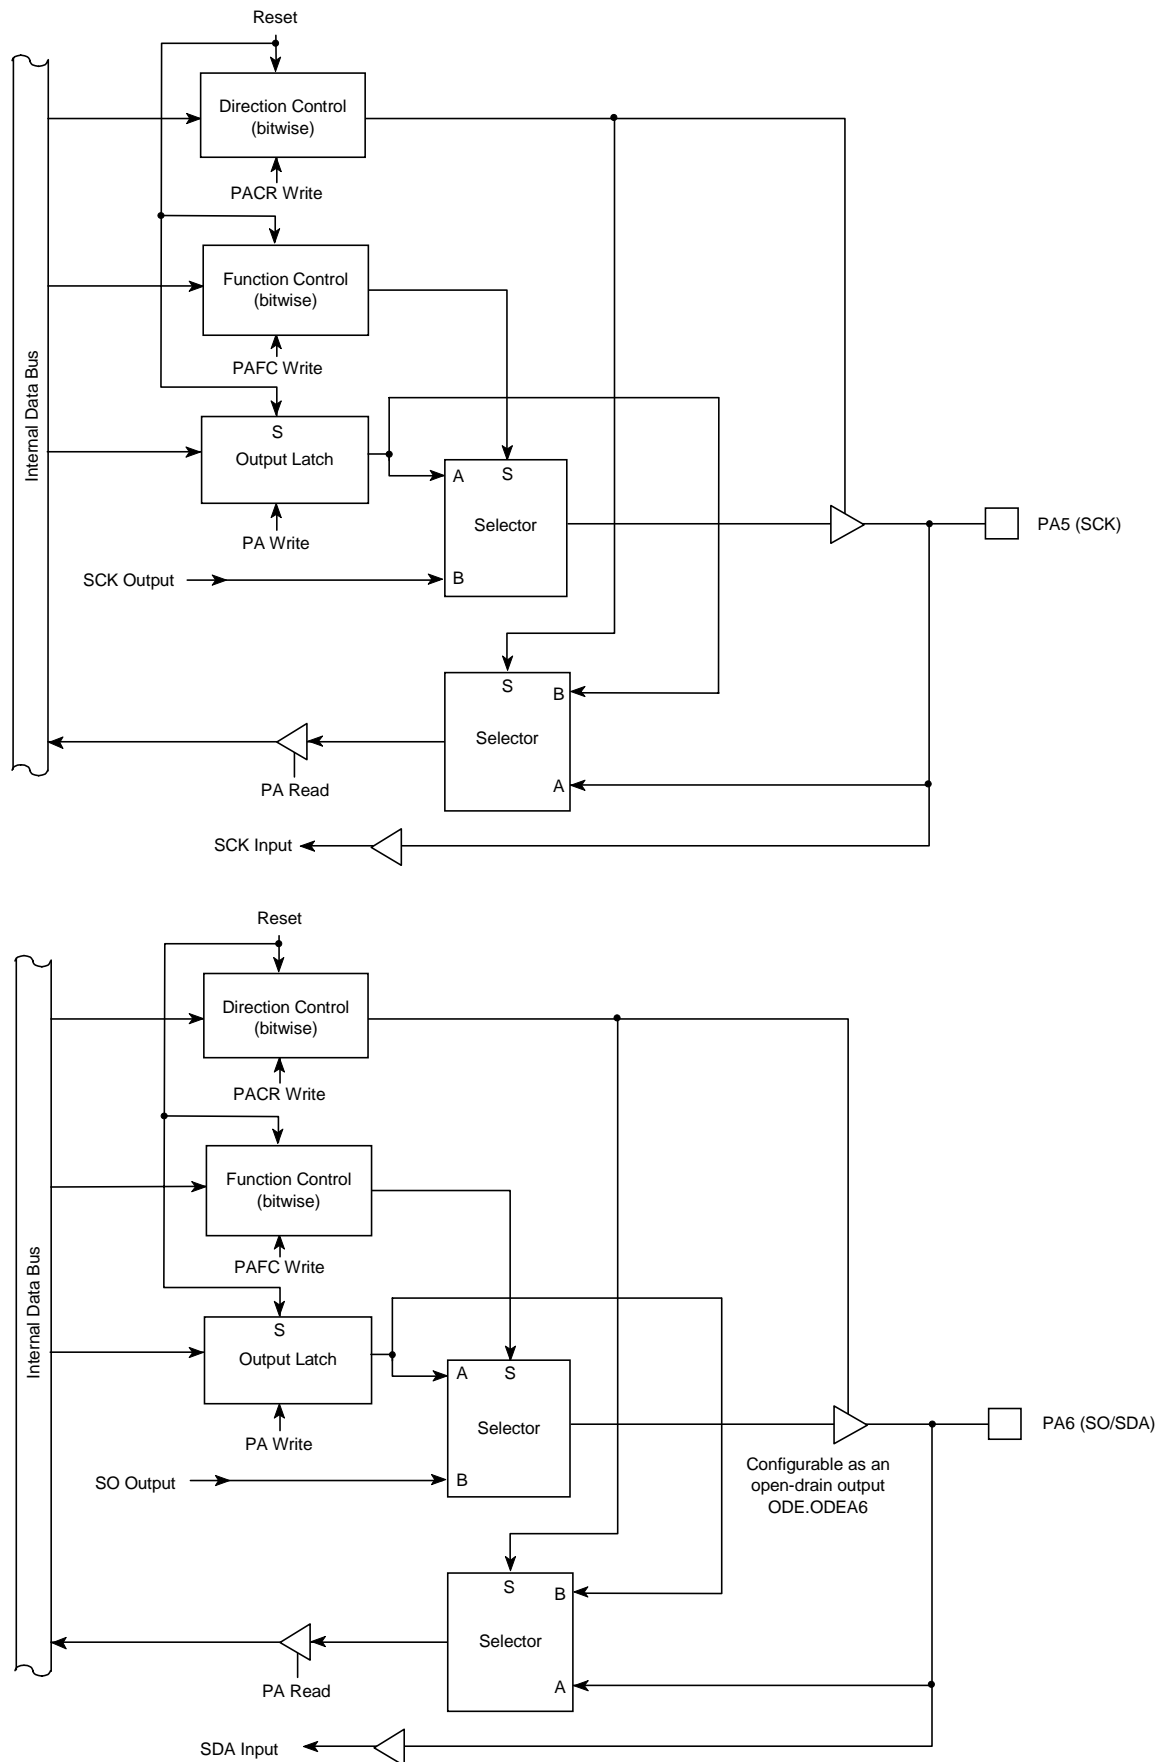 Reset
Direction Control
(bitwise)
PACR Write
Function Control
(bitwise)
PAFC Write
Internal Data Bus
S
Output Latch
A
S
Selector
PA Write
PA5 (SCK)
SCK Output
B
S
B
Selector
A
PA Read
SCK Input
Reset
Direction Control
(bitwise)
PACR Write
Function Control
(bitwise)
PAFC Write
Internal Data Bus
S
Output Latch
A
S
Selector
PA Write
PA6 (SO/SDA)
SO Output
B
Configurable as an
open-drain output
ODE.ODEA6
S
B
Selector
A
PA Read
SDA Input